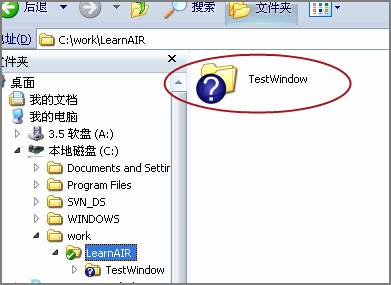 后退 搜索 文件夹
地址(D) C:\work\LearnAIR
文件夹
TestWindow
桌面
我的文档
我的电脑
3.5 软盘 (A:)
本地磁盘 (C:)
Documents and Settin
Program Files
SVN_DS
WINDOWS
work
LearnAIR
TestWindow